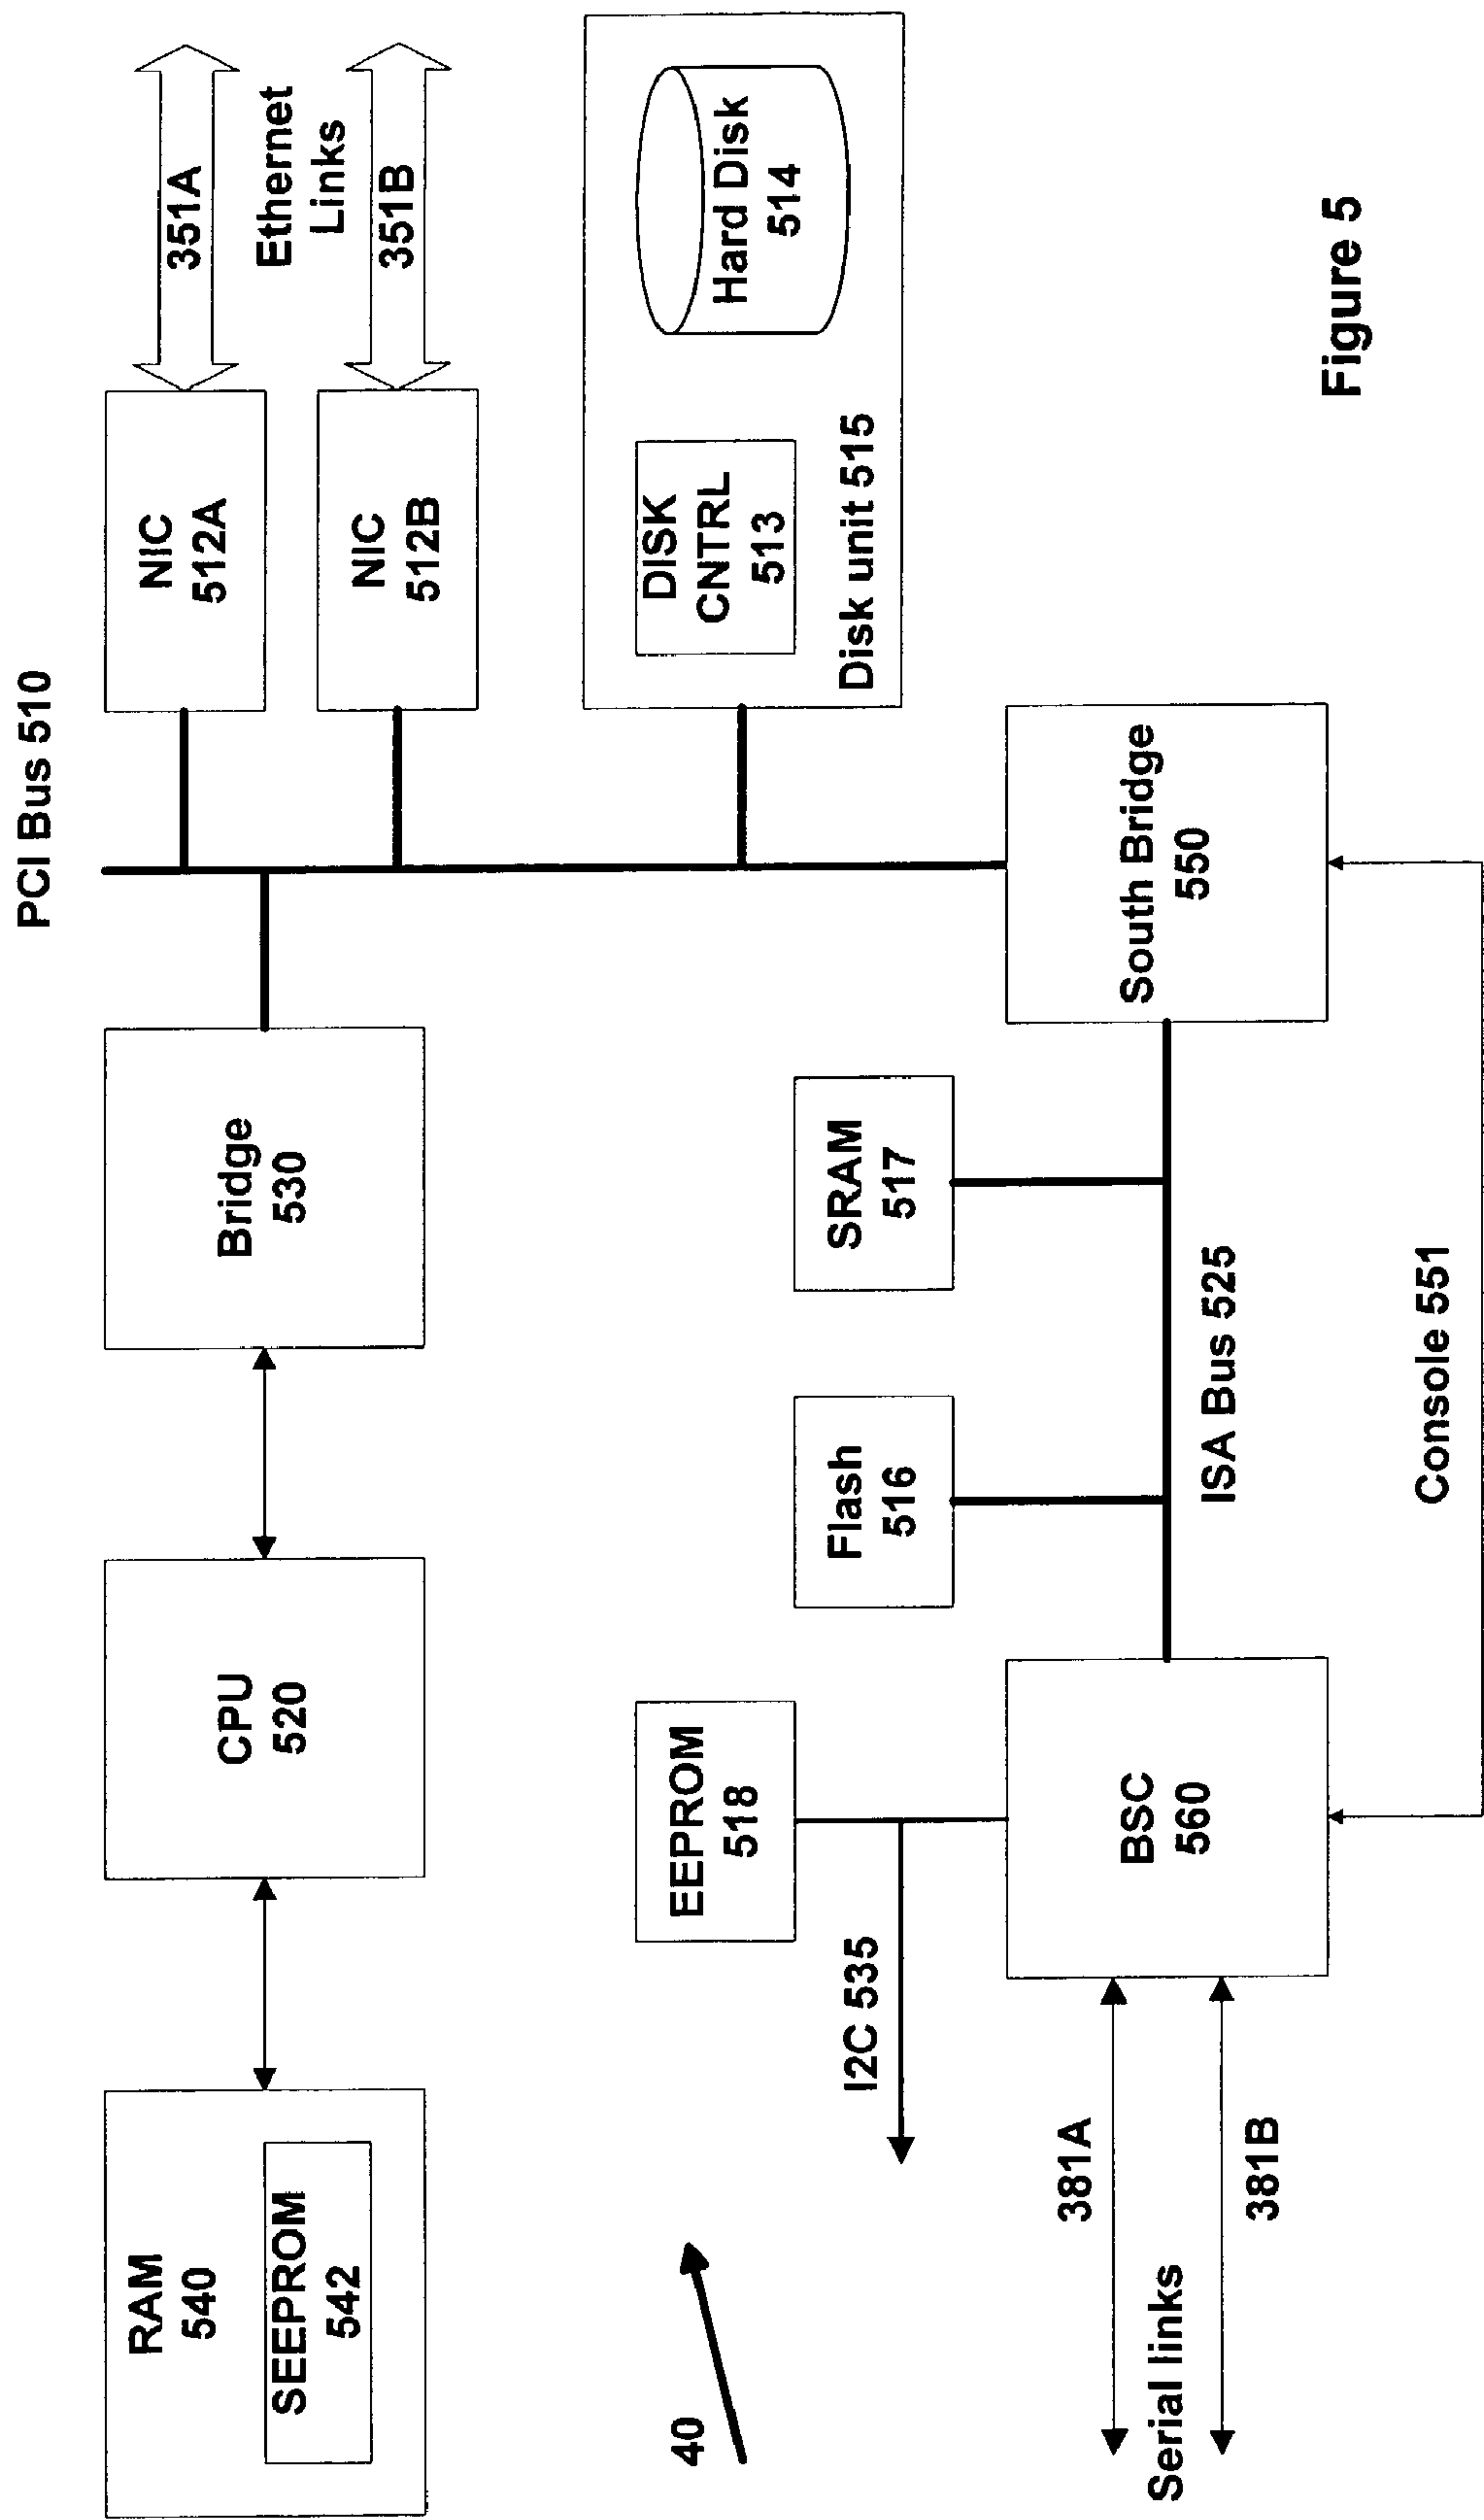 PCI Bus 510
RAM
540
SEEPROM
542
CPU
520
Bridge
530
NIC
512A
351A
Ethernet
Links
NIC
512B
351B
40
EEPROM
518
I2C 535
Flash
516
SRAM
517
DISK
CNTRL
513
Hard Disk
514
Disk unit 515
381A
Serial links
381B
BSC
560
ISA Bus 525
South Bridge
550
Console 551
Figure 5